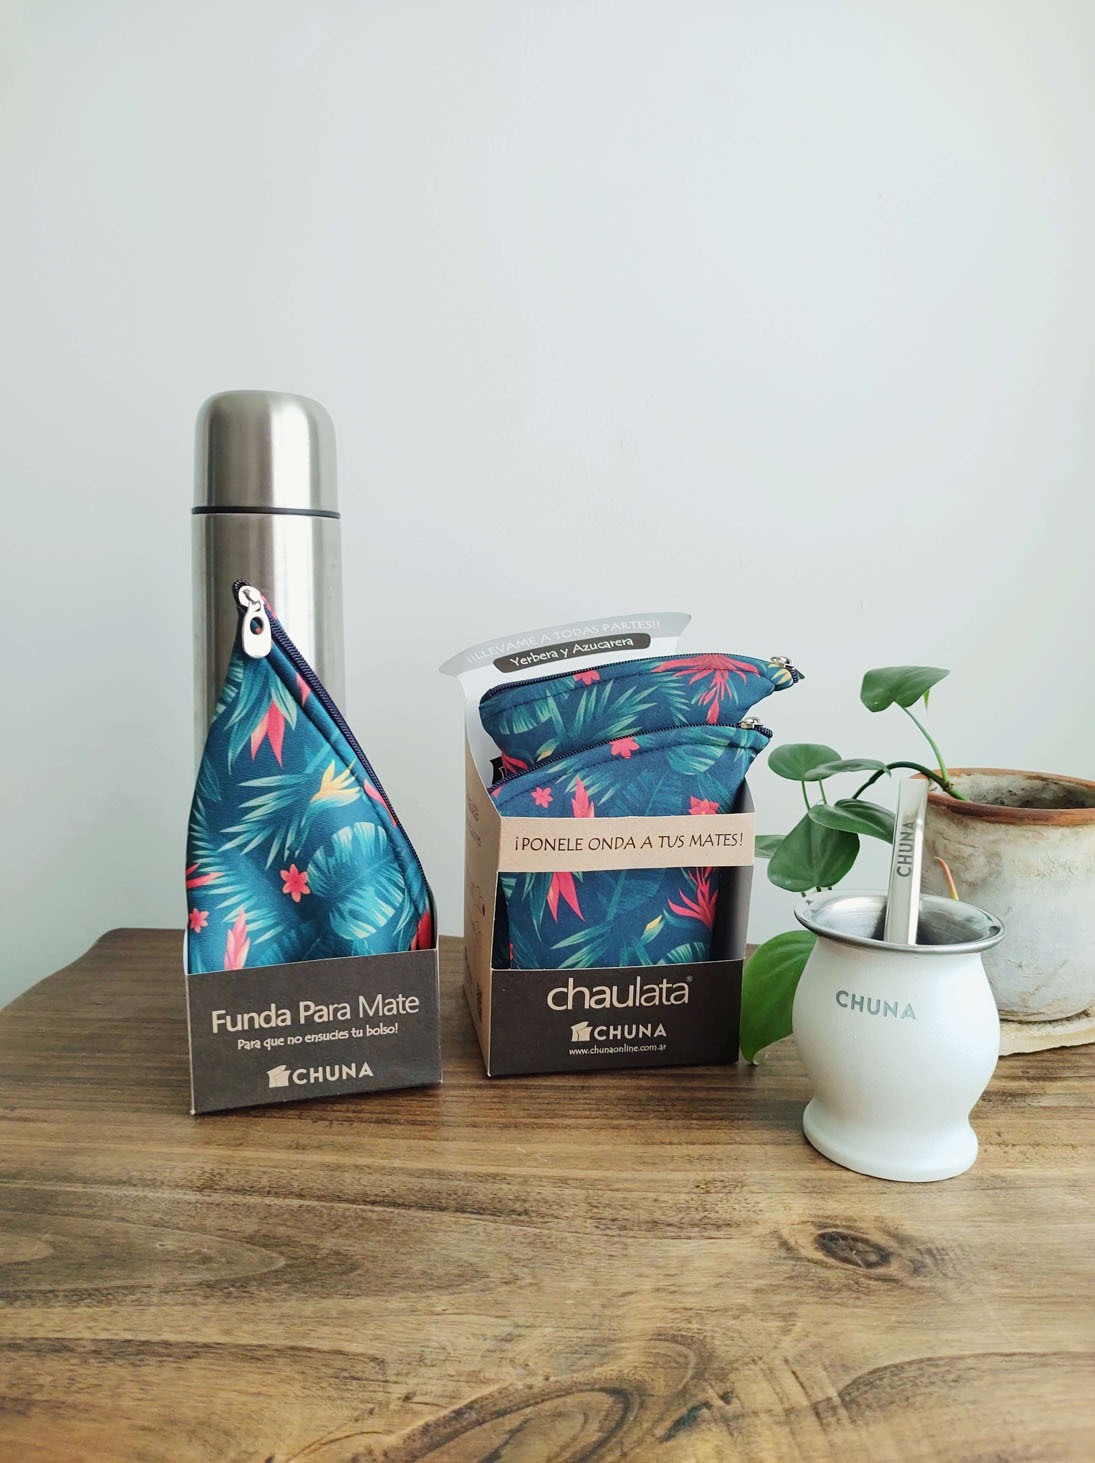 Funda Para Mate
Para que no ensucies tu bolso!
CHUNA
¡LLEVAME A TODAS PARTES!!
Yerbera y Azucarera
¡PONELE ONDA A TUS MATES!
chaulata®
CHUNA
www.chunaonline.com.ar
CHUNA
CHUNA